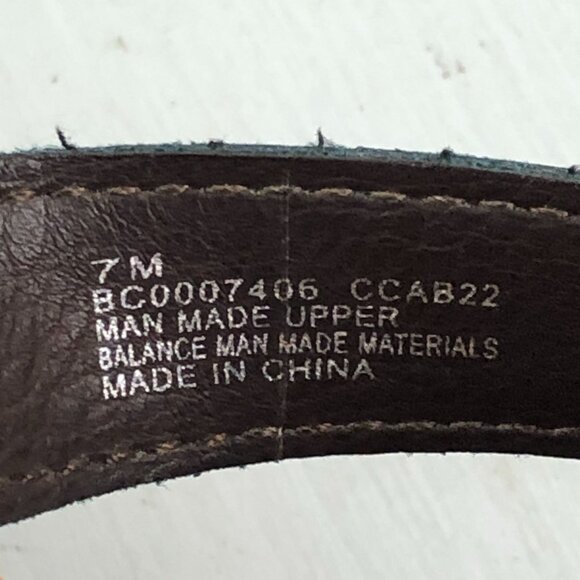 7 M
BC0007406 CCAB22
MAN MADE UPPER
BALANCE MAN MADE MATERIALS
MADE IN CHINA